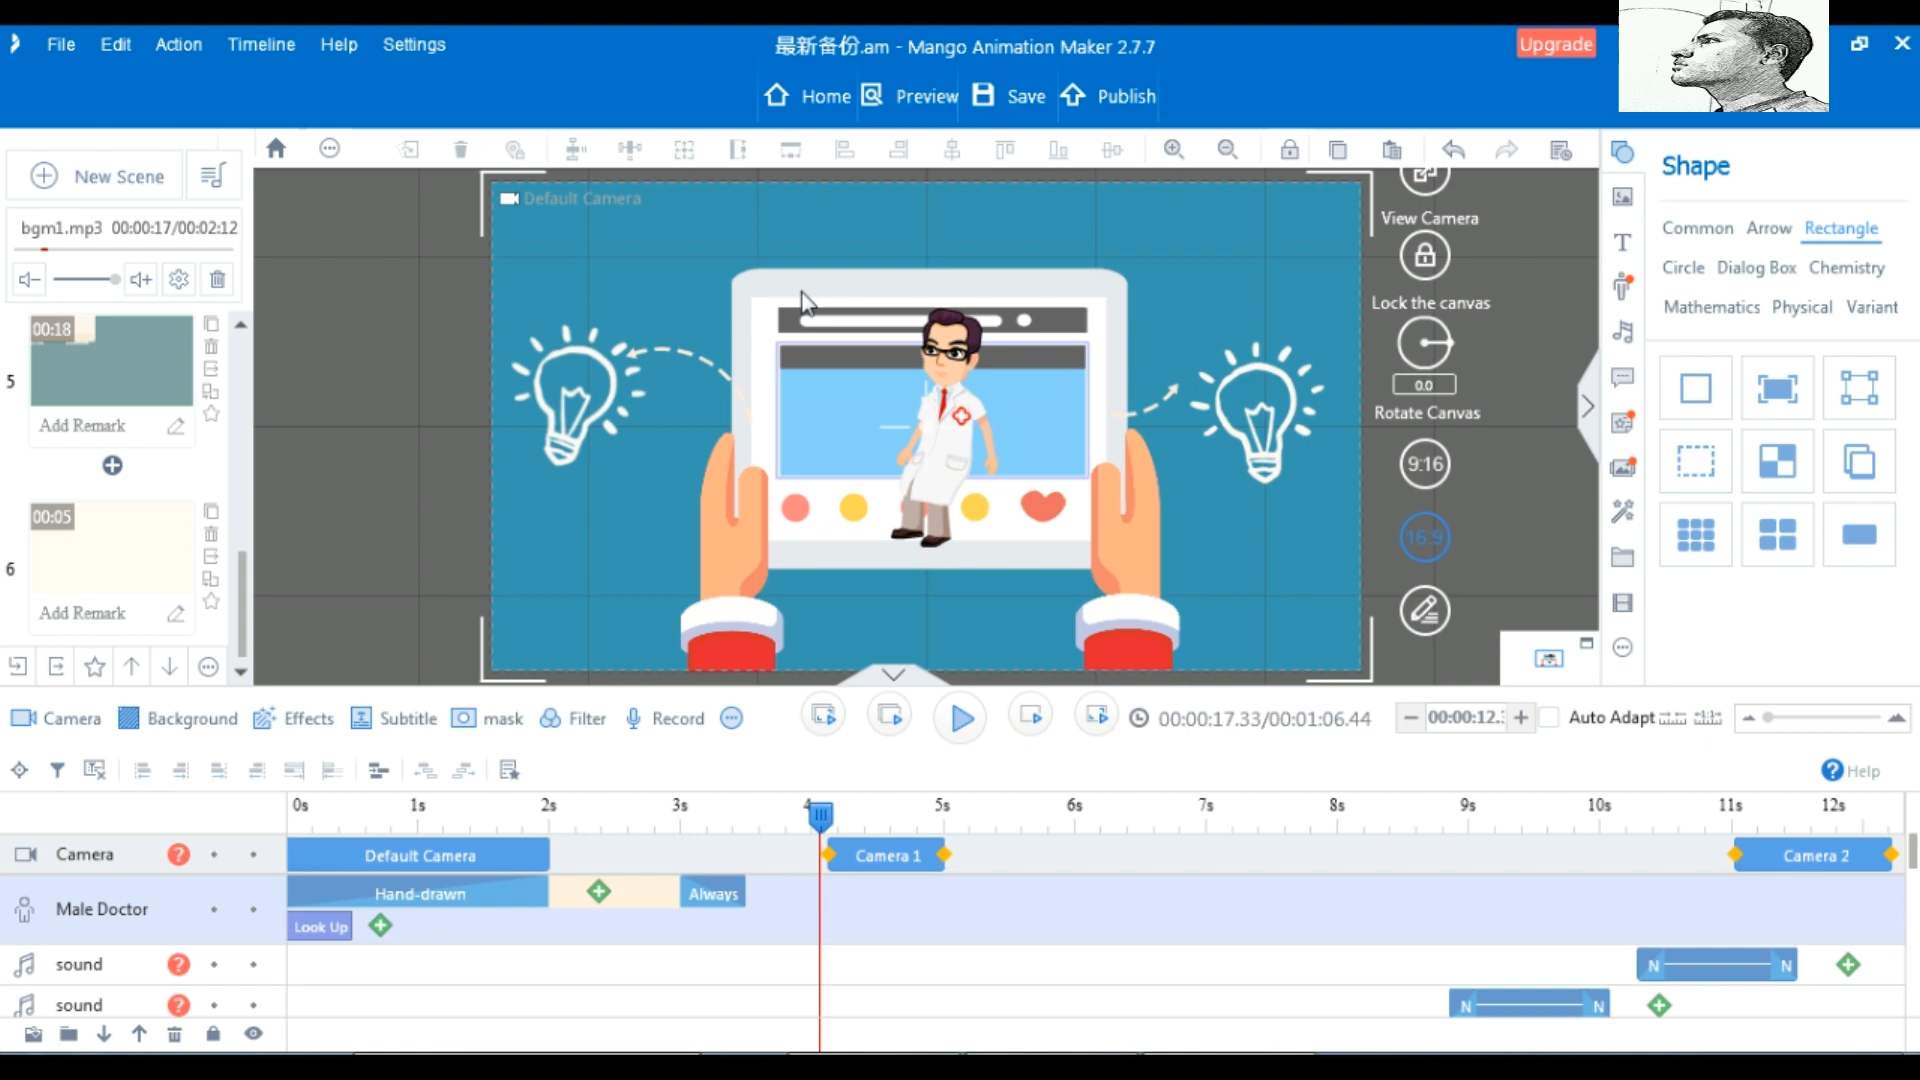 File Edit Action Timeline Help Settings
最新备份.am - Mango Animation Maker 2.7.7
Upgrade
Home Preview Save Publish
New Scene
bgm1.mp3 00:00:17/00:02:12
00:18
5
Add Remark
00:05
6
Add Remark
Default Camera
View Camera
Lock the canvas
0.0
Rotate Canvas
9:16
16:9
Shape
Common Arrow Rectangle
Circle Dialog Box Chemistry
Mathematics Physical Variant
Camera Background Effects Subtitle mask Filter Record
00:00:17.33/00:01:06.44
00:00:12.
Auto Adapt
Help
0s 1s 2s 3s 4 5s 6s 7s 8s 9s 10s 11s 12s
Camera ? Default Camera Camera 1 Camera 2
Male Doctor Hand-drawn Always
Look Up
sound ? N N
sound ? N N